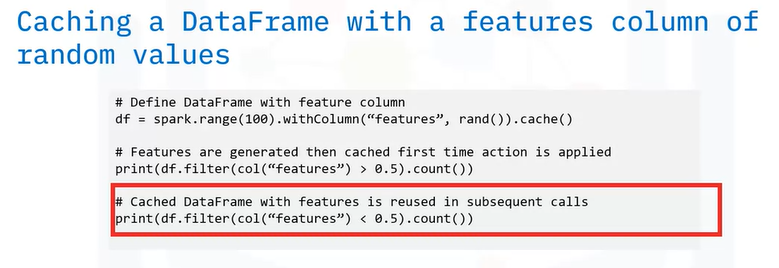 Caching a DataFrame with a features column of
random values
# Define DataFrame with feature column
df = spark.range(100).withColumn(“features”, rand()).cache()
# Features are generated then cached first time action is applied
print(df.filter(col(“features”) > 0.5).count())
# Cached DataFrame with features is reused in subsequent calls
print(df.filter(col(“features”) < 0.5).count())